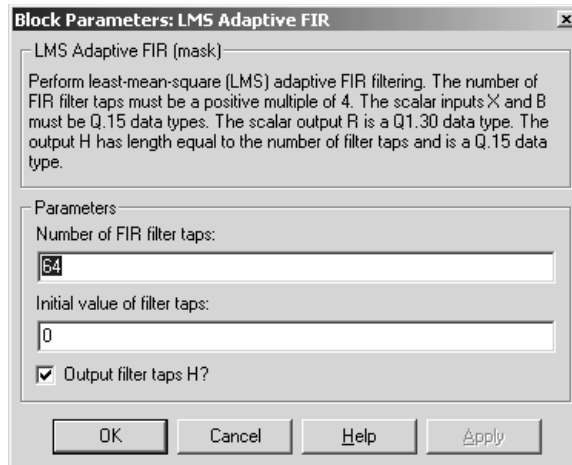 Block Parameters: LMS Adaptive FIR
LMS Adaptive FIR (mask)
Perform least-mean-square (LMS) adaptive FIR filtering. The number of
FIR filter taps must be a positive multiple of 4. The scalar inputs X and B
must be Q.15 data types. The scalar output R is a Q1.30 data type. The
output H has length equal to the number of filter taps and is a Q.15 data
type.
Parameters
Number of FIR filter taps:
64
Initial value of filter taps:
0
Output filter taps H?
OK Cancel Help Apply